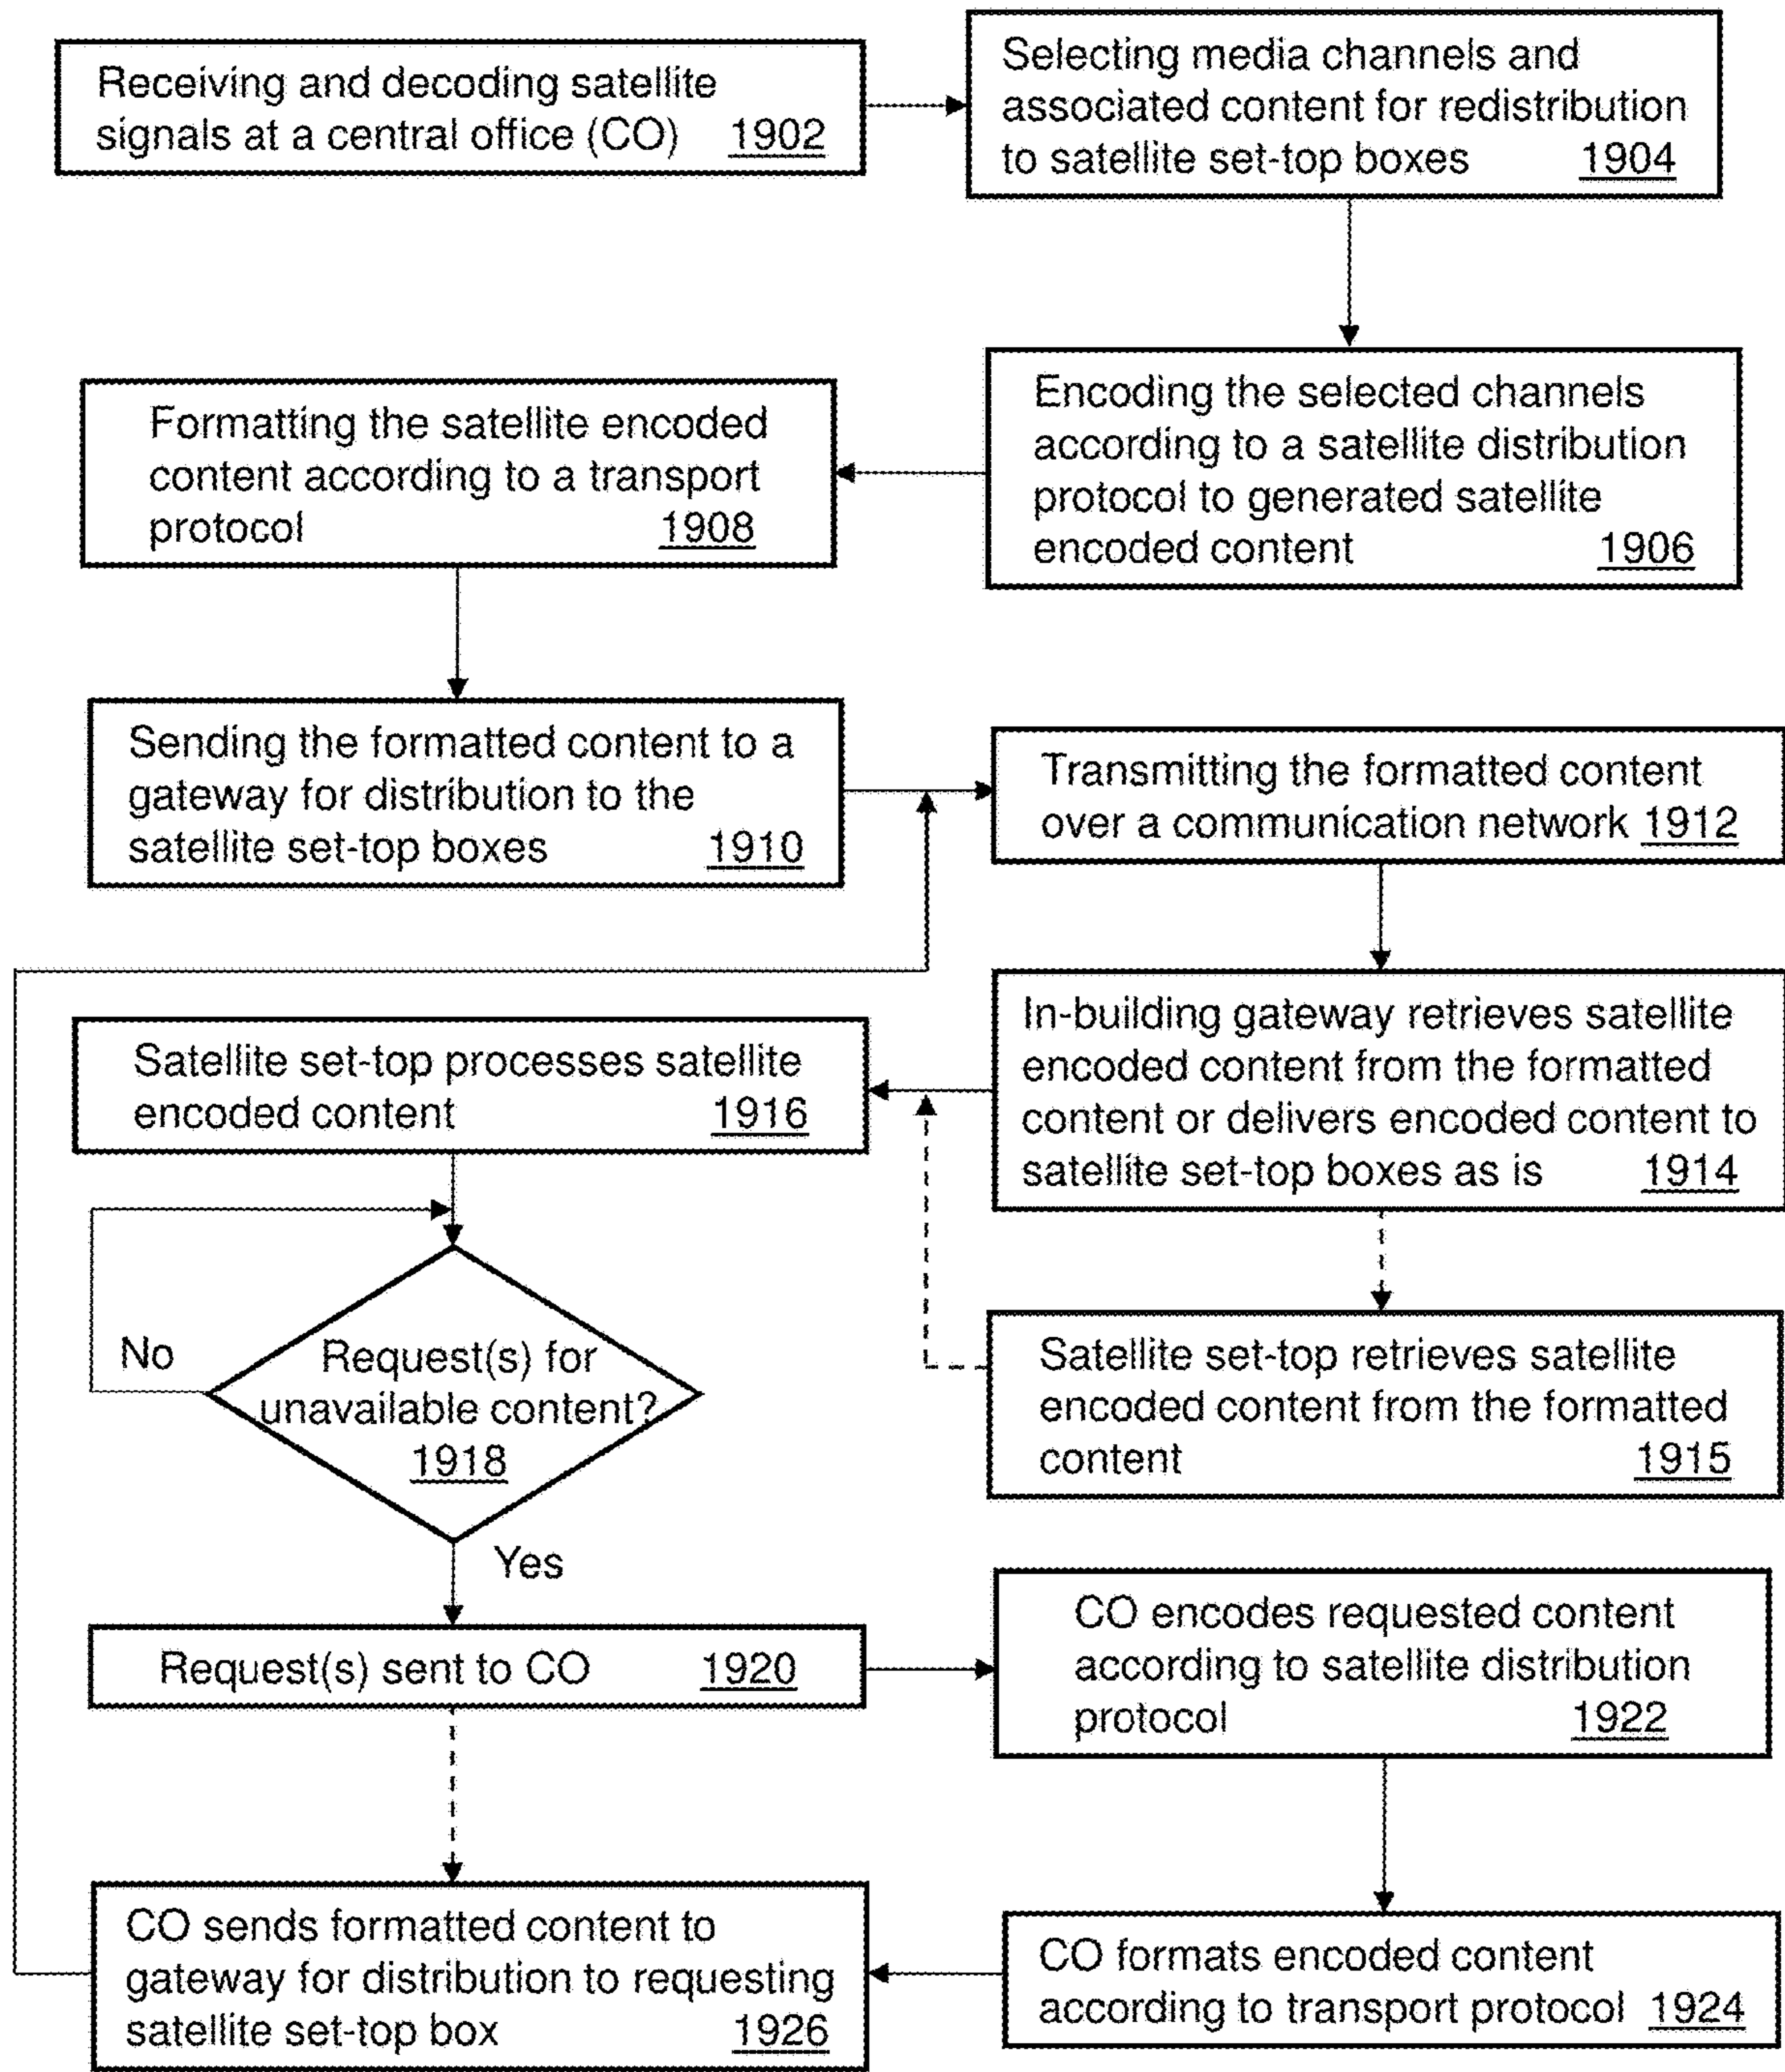 Receiving and decoding satellite
signals at a central office (CO) 1902
Selecting media channels and
associated content for redistribution
to satellite set-top boxes 1904
Encoding the selected channels
according to a satellite distribution
protocol to generated satellite
encoded content 1906
Formatting the satellite encoded
content according to a transport
protocol 1908
Sending the formatted content to a
gateway for distribution to the
satellite set-top boxes 1910
Transmitting the formatted content
over a communication network 1912
In-building gateway retrieves satellite
encoded content from the formatted
content or delivers encoded content to
satellite set-top boxes as is 1914
Satellite set-top processes satellite
encoded content 1916
Satellite set-top retrieves satellite
encoded content from the formatted
content 1915
No
Request(s) for
unavailable content?
1918
Yes
Request(s) sent to CO 1920
CO encodes requested content
according to satellite distribution
protocol 1922
CO formats encoded content
according to transport protocol 1924
CO sends formatted content to
gateway for distribution to requesting
satellite set-top box 1926